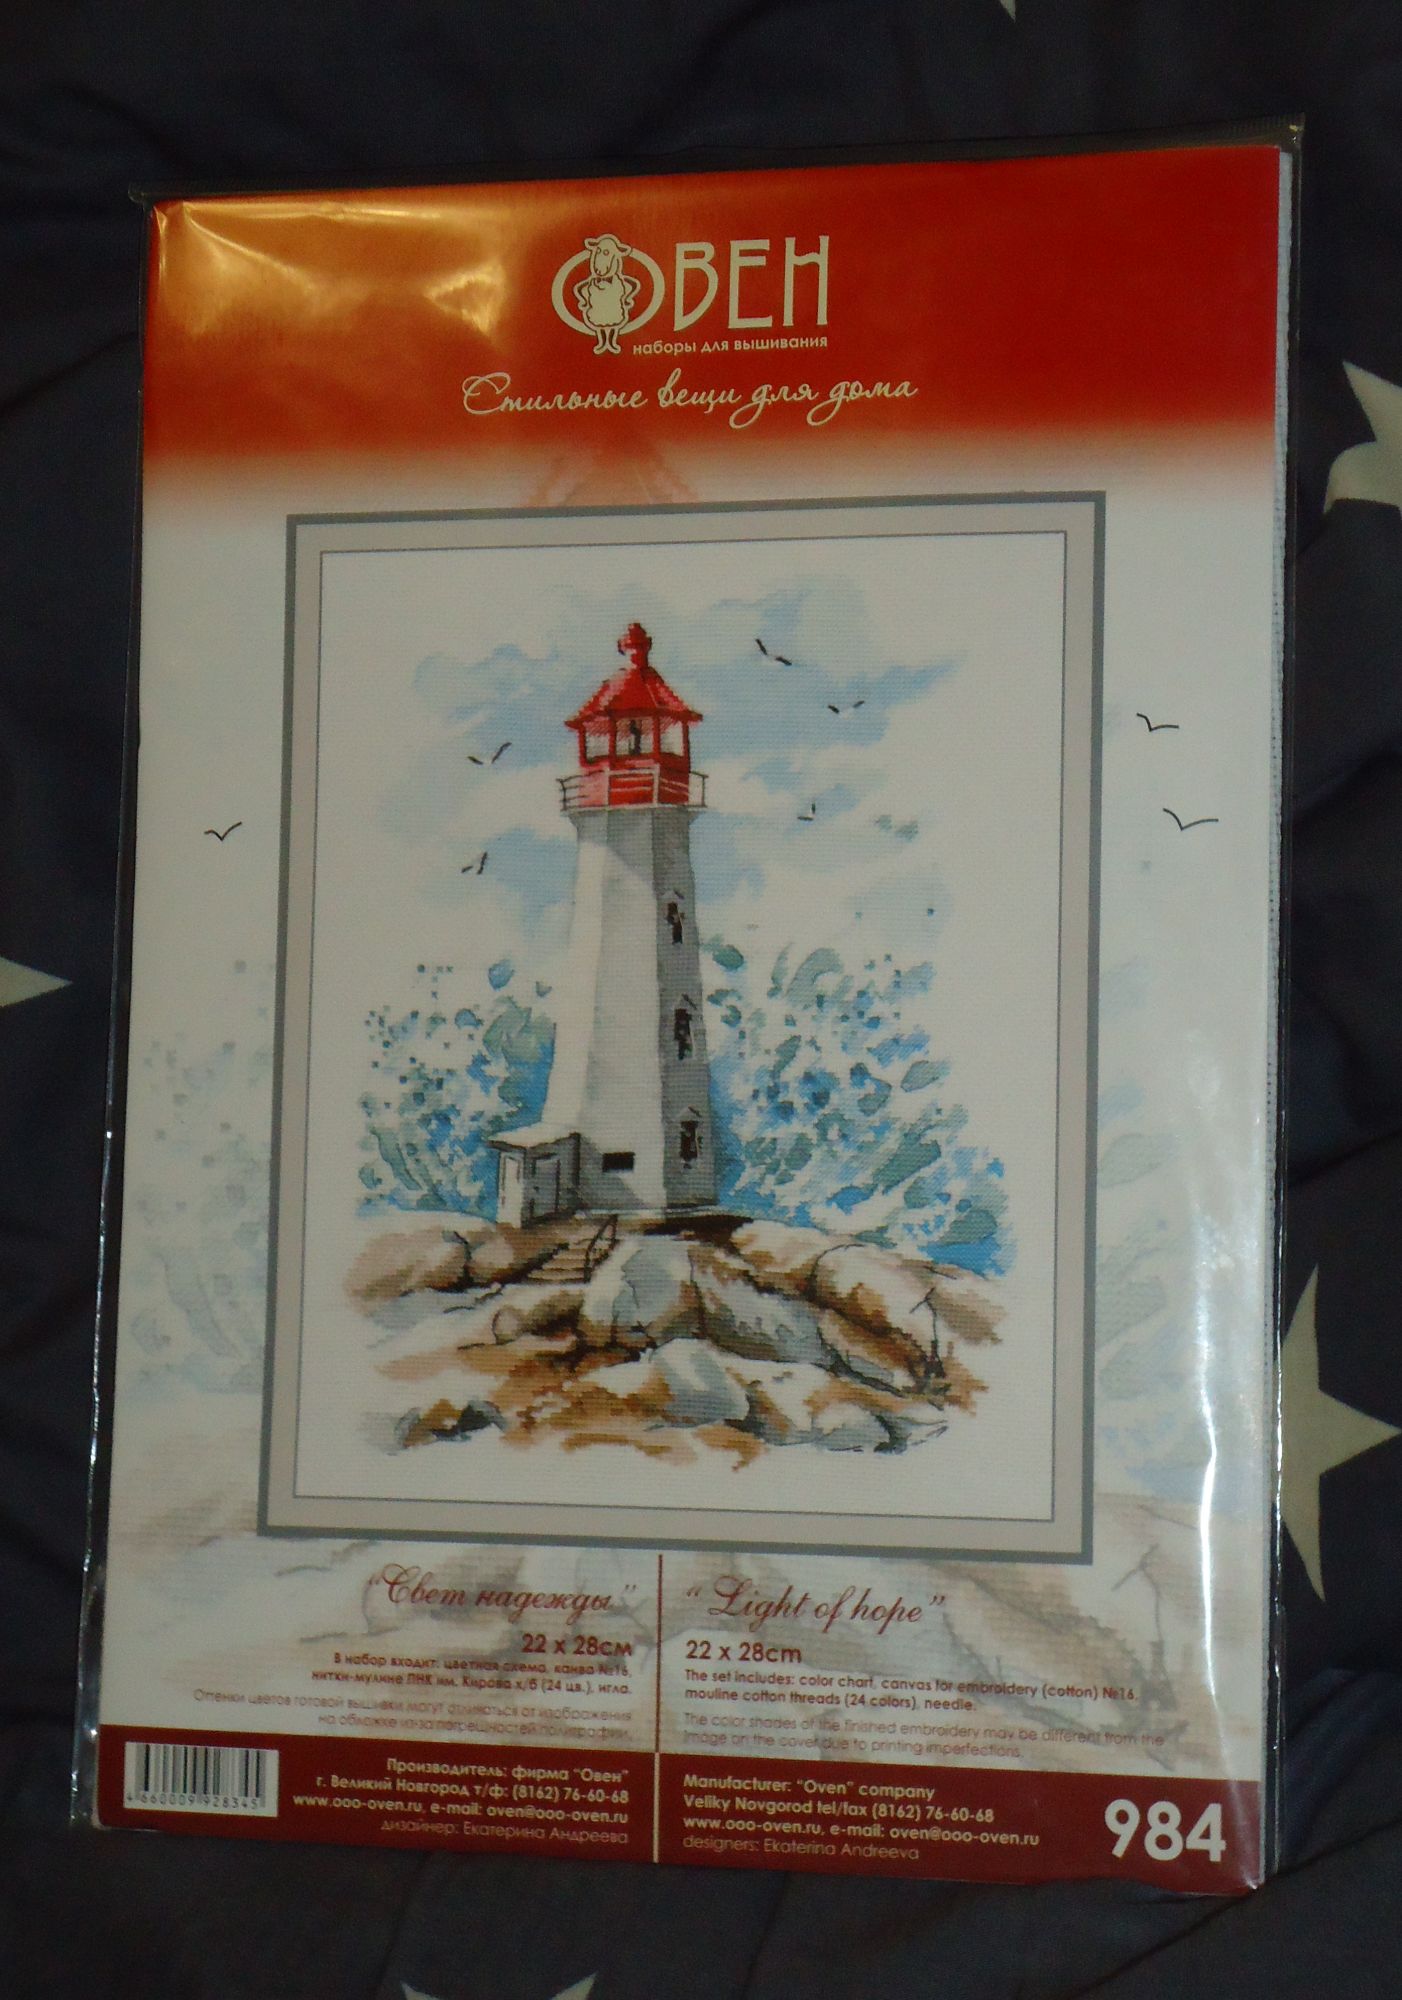 ОВЕН
наборы для вышивания
Стильные вещи для дома
"Свет надежды"
22 x 28см
В набор входит: цветная схема, канва №16,
нитки-мулине ПНК им. Кирова х/б (24 цв.), игла.
Оттенки цветов готовой вышивки могут отличаться от изображения
на обложке из-за погрешностей полиграфии.
"Light of hope"
22 x 28cm
The set includes: color chart, canvas for embroidery (cotton) №16,
mouline cotton threads (24 colors), needle.
The color shades of the finished embroidery may be different from the
image on the cover due to printing imperfections.
4 660009 928345
Производитель: фирма "Овен"
г. Великий Новгород т/ф: (8162) 76-60-68
www.ooo-oven.ru, e-mail: oven@ooo-oven.ru
дизайнер: Екатерина Андреева
Manufacturer: "Oven" company
Veliky Novgorod tel/fax (8162) 76-60-68
www.ooo-oven.ru, e-mail: oven@ooo-oven.ru
designers: Ekaterina Andreeva
984